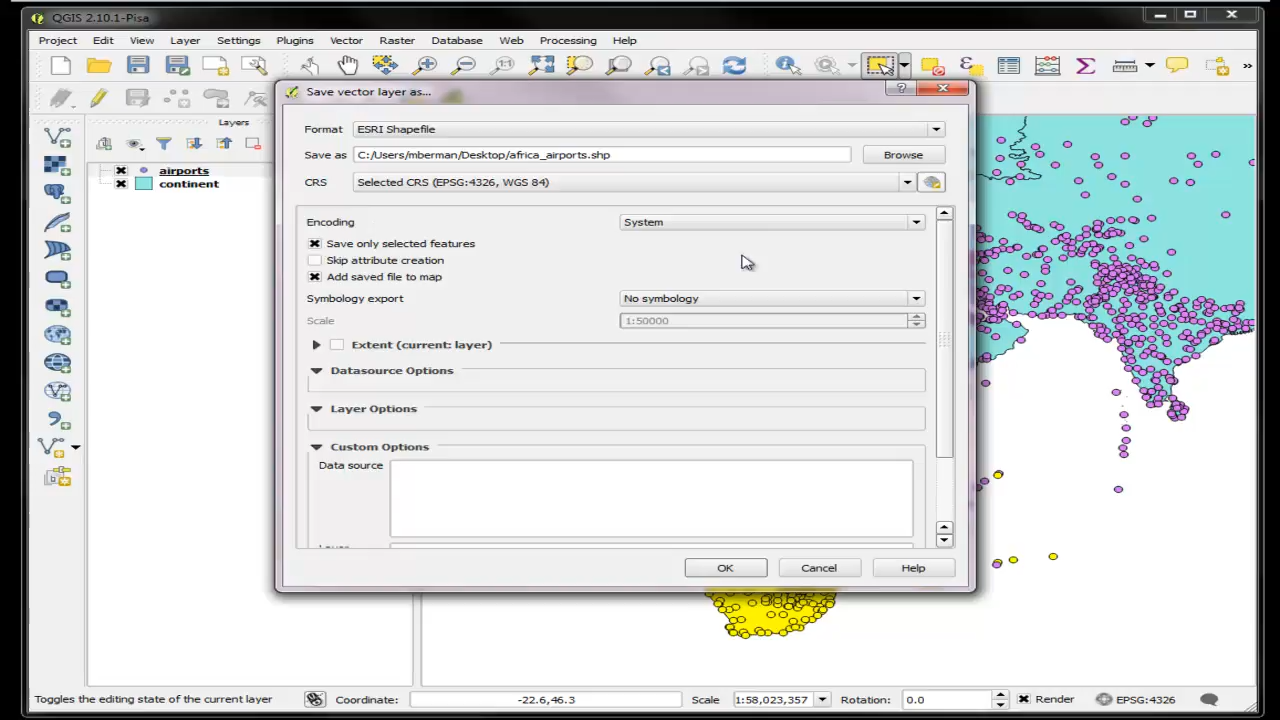 QGIS 2.10.1-Pisa
Project Edit View Layer Settings Plugins Vector Raster Database Web Processing Help
Save vector layer as...
Layers
Format ESRI Shapefile
Save as C:/Users/mberman/Desktop/africa_airports.shp Browse
CRS Selected CRS (EPSG:4326, WGS 84)
airports
continent
Encoding System
Save only selected features
Skip attribute creation
Add saved file to map
Symbology export No symbology
Scale 1:50000
Extent (current: layer)
Datasource Options
Layer Options
Custom Options
Data source
OK Cancel Help
Toggles the editing state of the current layer Coordinate: -22.6,46.3 Scale 1:58,023,357 Rotation: 0.0 Render EPSG:4326